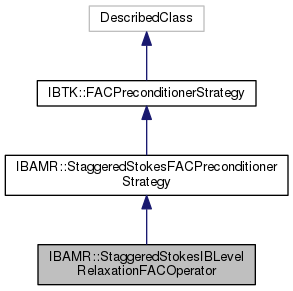 DescribedClass
IBTK::FACPreconditionerStrategy
IBAMR::StaggeredStokesFACPreconditioner
Strategy
IBAMR::StaggeredStokesIBLevel
RelaxationFACOperator